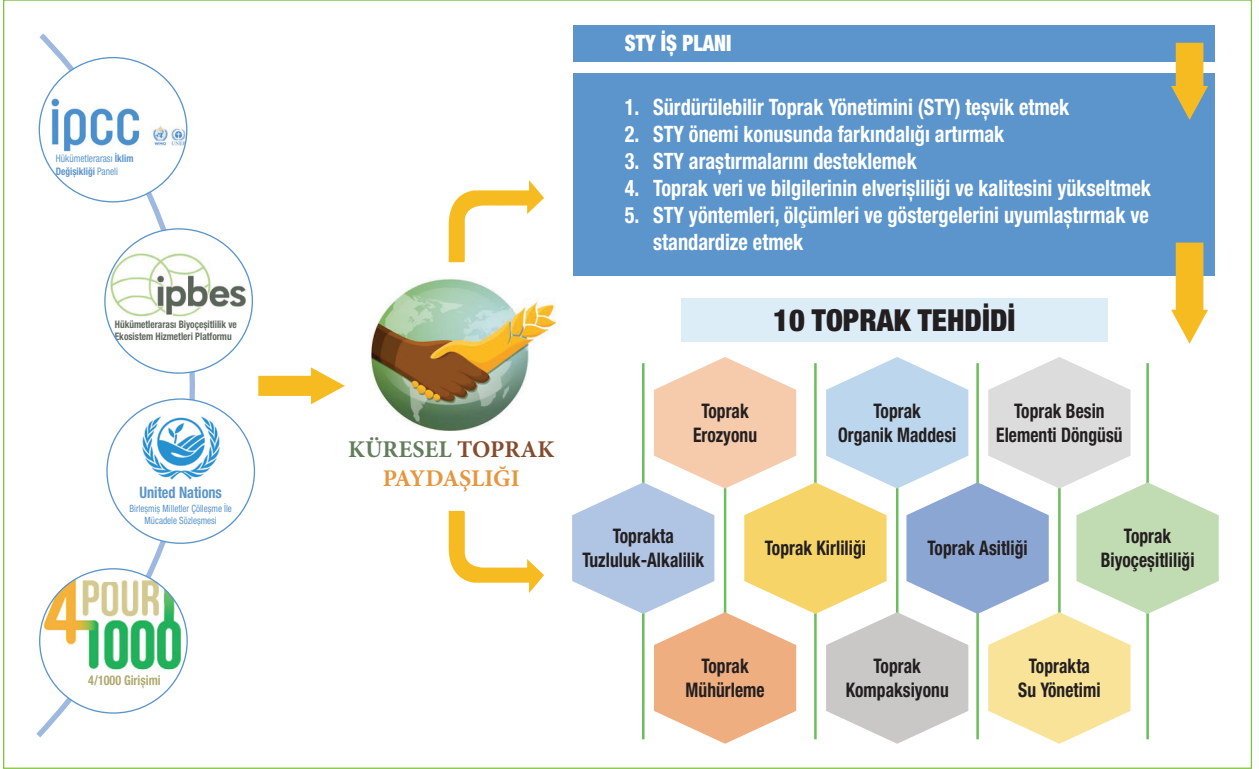 ipcc
WMO
UNEP
Hükümetlerarası İklim
Değişikliği Paneli
ipbes
Hükümetlerarası Biyoçeşitlilik ve
Ekosistem Hizmetleri Platformu
United Nations
Birleşmiş Milletler Çölleşme İle
Mücadele Sözleşmesi
4 POUR
1000
4/1000 Girişimi
KÜRESEL TOPRAK
PAYDAŞLIĞI
STY İŞ PLANI
1. Sürdürülebilir Toprak Yönetimini (STY) teşvik etmek
2. STY önemi konusunda farkındalığı artırmak
3. STY araştırmalarını desteklemek
4. Toprak veri ve bilgilerinin elverişliliği ve kalitesini yükseltmek
5. STY yöntemleri, ölçümleri ve göstergelerini uyumlaştırmak ve
standardize etmek
10 TOPRAK TEHDİDİ
Toprak
Erozyonu
Toprak
Organik Maddesi
Toprak Besin
Elementi Döngüsü
Toprakta
Tuzluluk-Alkalilik
Toprak Kirliliği
Toprak Asitliği
Toprak
Biyoçeşitliliği
Toprak
Mühürleme
Toprak
Kompaksiyonu
Toprakta
Su Yönetimi